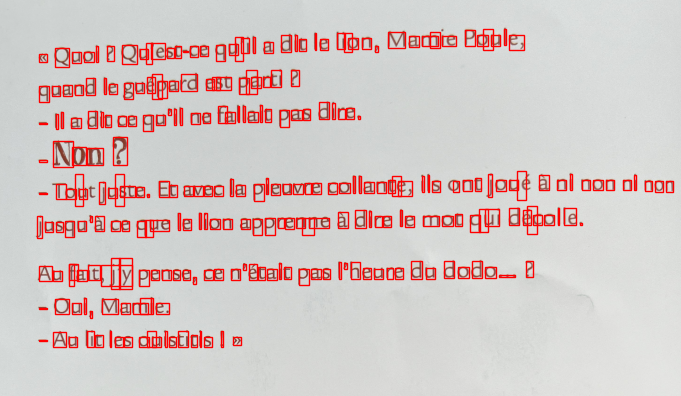 « Quoi ? Qu'est-ce qu'il a dit le lion, Mamie Poule,
quand le guépard est parti ?
– Il a dit ce qu'il ne fallait pas dire.
– Non ?
– Tout juste. Et avec la pieuvre collante, ils ont joué à ni non ni non
jusqu'à ce que le lion apprenne à dire le mot qui décolle.
Au fait, j'y pense, ce n'était pas l'heure du dodo... ?
– Oui, Mamie.
– Au lit les ouistitis ! »